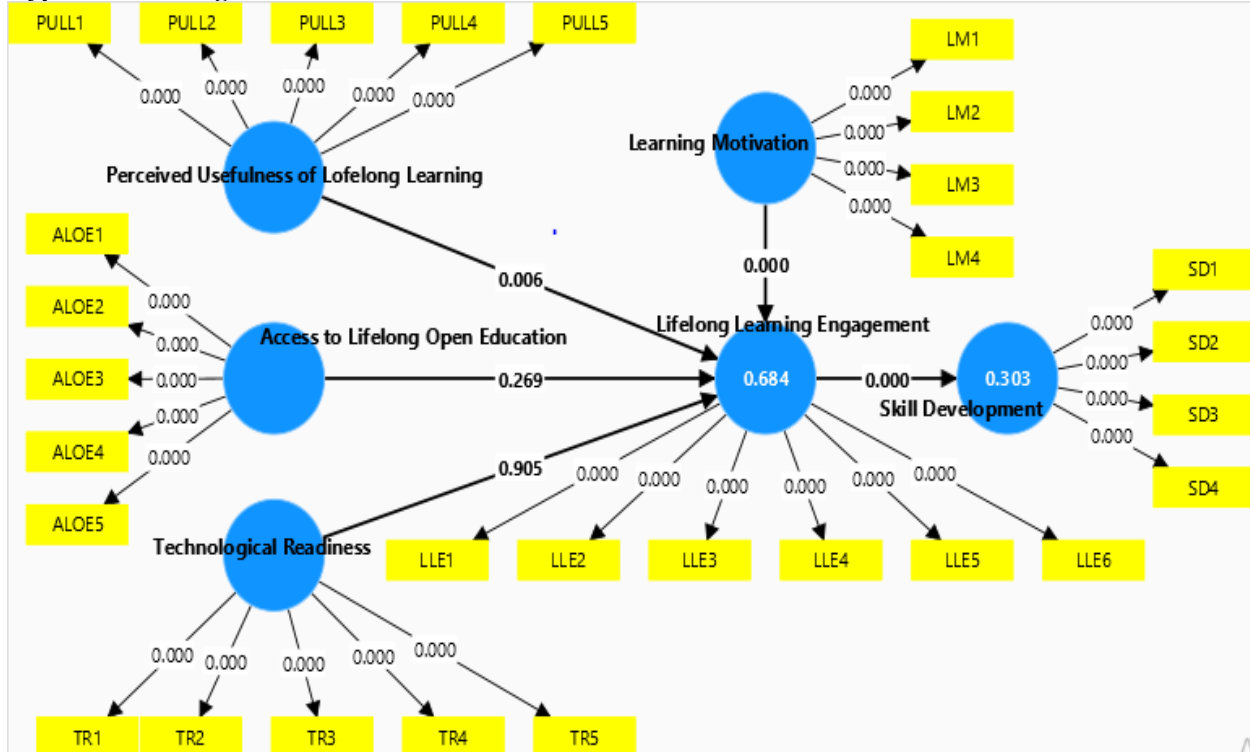 PULL1
PULL2
PULL3
PULL4
PULL5
0.000
0.000
0.000
0.000
0.000
Perceived Usefulness of Lofelong Learning
LM1
LM2
LM3
LM4
0.000
0.000
0.000
0.000
Learning Motivation
0.006
0.000
ALOE1
ALOE2
ALOE3
ALOE4
ALOE5
0.000
0.000
0.000
0.000
0.000
Access to Lifelong Open Education
0.269
Lifelong Learning Engagement
0.684
0.000
0.303
Skill Development
SD1
SD2
SD3
SD4
0.000
0.000
0.000
0.000
0.905
Technological Readiness
0.000
0.000
0.000
0.000
0.000
0.000
LLE1
LLE2
LLE3
LLE4
LLE5
LLE6
0.000
0.000
0.000
0.000
0.000
TR1
TR2
TR3
TR4
TR5